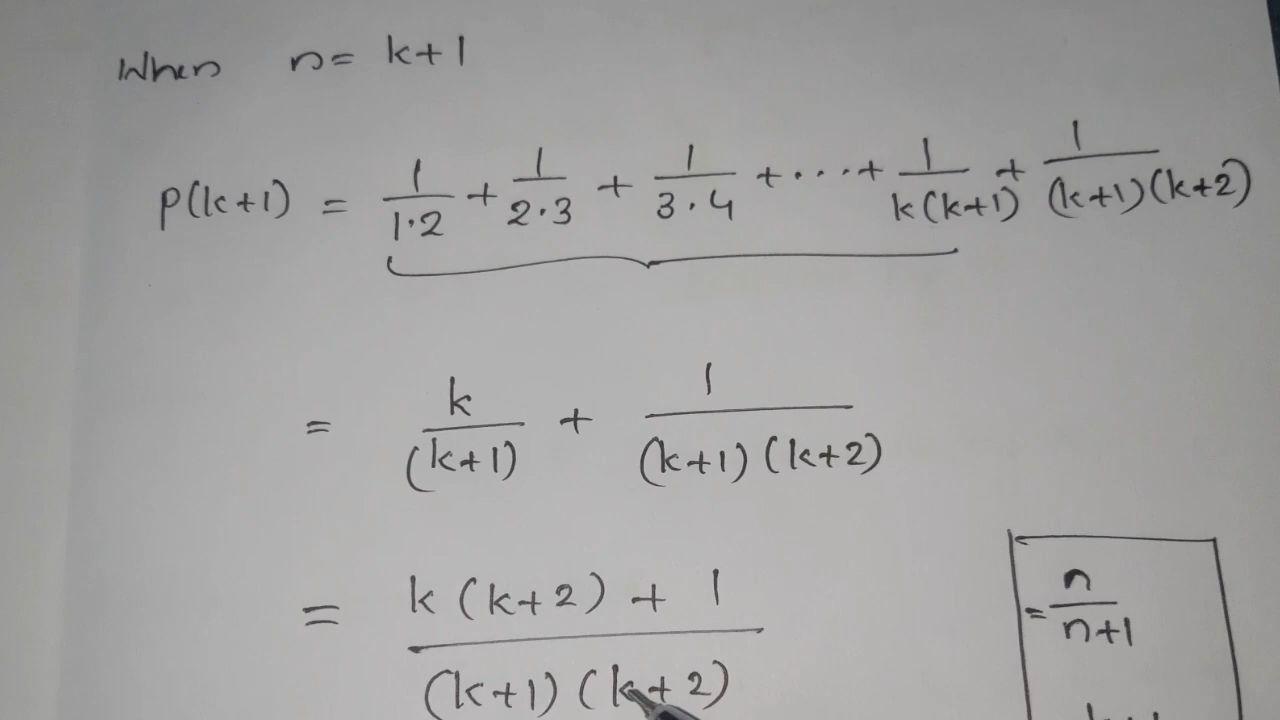 When n = k+1
P(k+1) = 1/1·2 + 1/2·3 + 1/3·4 + ···+ 1/k(k+1) + 1/(k+1)(k+2)
= k/(k+1) + 1/(k+1)(k+2)
= k(k+2)+1/(k+1)(k+2)
= n/n+1